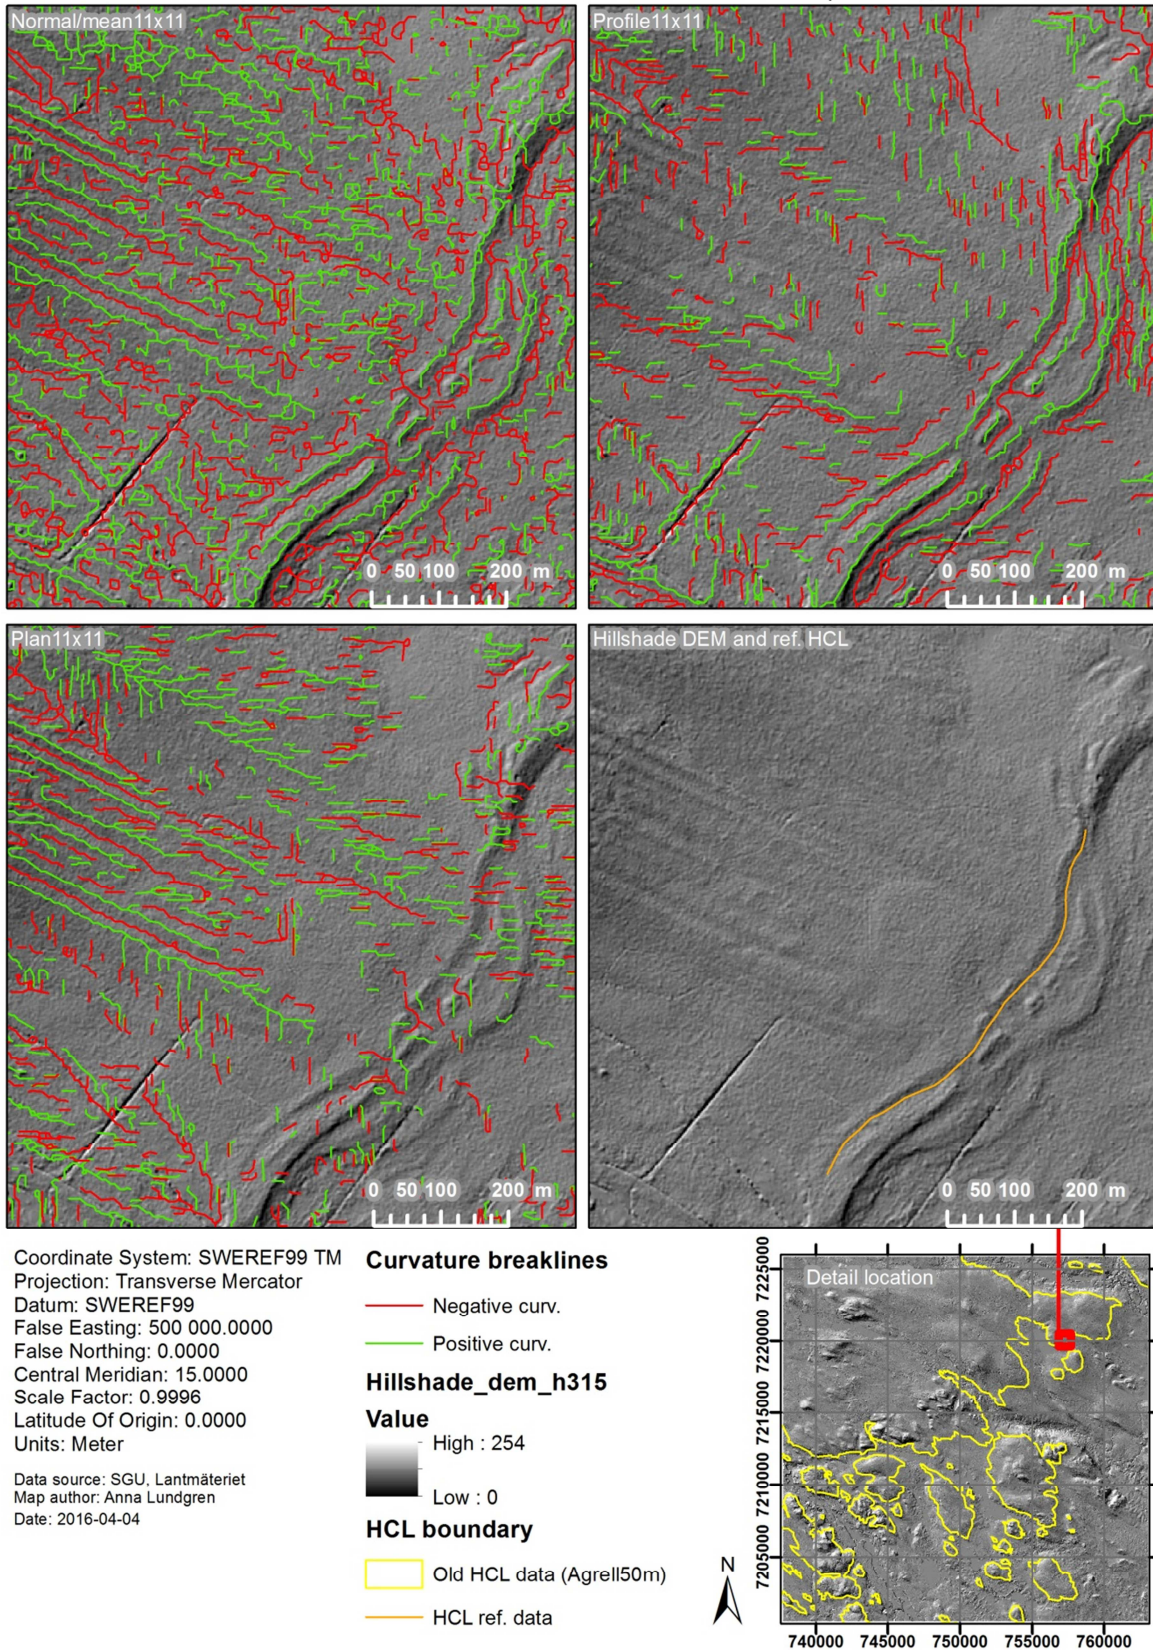 Normal/mean11x11
Profile11x11
0 50 100 200 m
0 50 100 200 m
Plan11x11
Hillshade DEM and ref. HCL
0 50 100 200 m
0 50 100 200 m
Coordinate System: SWEREF99 TM
Projection: Transverse Mercator
Datum: SWEREF99
False Easting: 500 000.0000
False Northing: 0.0000
Central Meridian: 15.0000
Scale Factor: 0.9996
Latitude Of Origin: 0.0000
Units: Meter
Data source: SGU, Lantmäteriet
Map author: Anna Lundgren
Date: 2016-04-04
Curvature breaklines
Negative curv.
Positive curv.
Hillshade_dem_h315
Value
High : 254
Low : 0
HCL boundary
Old HCL data (Agrell50m)
HCL ref. data
N
Detail location
7225000
7220000
7215000
7210000
7205000
740000 745000 750000 755000 760000